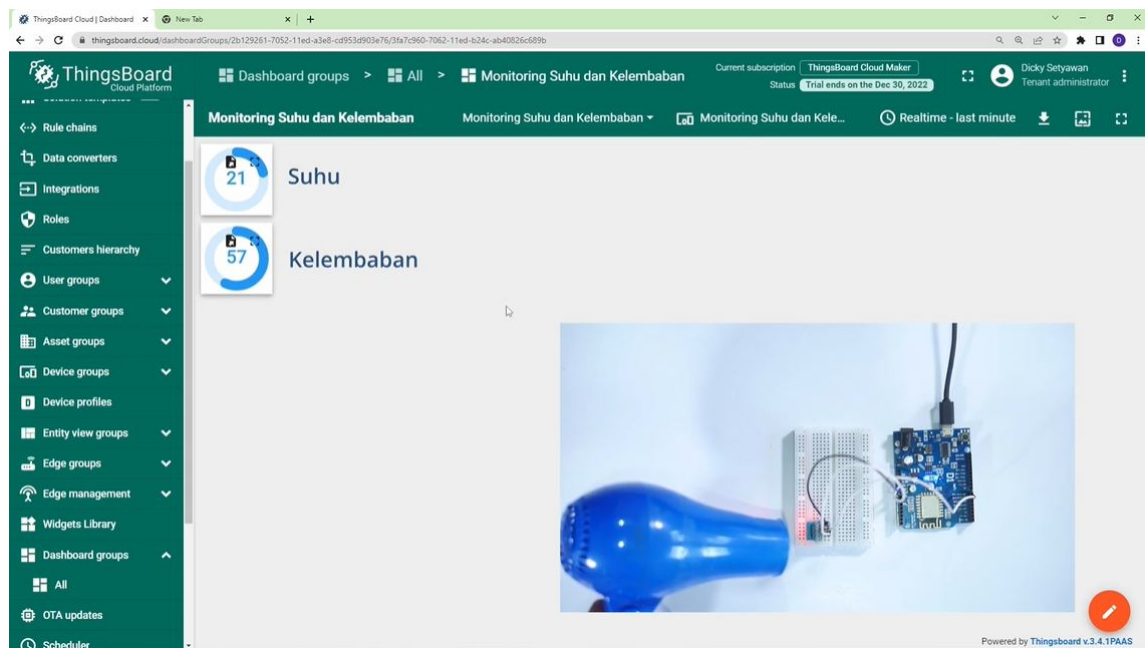 ThingsBoard Cloud | Dashboard
New Tab
thingsboard.cloud/dashboardGroups/2b129261-7052-11ed-a3e8-cd953d903e76/3fa7c960-7062-11ed-b24c-ab40826c689b
ThingsBoard
Cloud Platform
Dashboard groups > All > Monitoring Suhu dan Kelembaban
Current subscription ThingsBoard Cloud Maker
Status Trial ends on the Dec 30, 2022
Dicky Setyawan
Tenant administrator
Monitoring Suhu dan Kelembaban
Monitoring Suhu dan Kelembaban
Monitoring Suhu dan Kele...
Realtime - last minute
Rule chains
Data converters
Integrations
Roles
Customers hierarchy
User groups
Customer groups
Asset groups
Device groups
Device profiles
Entity view groups
Edge groups
Edge management
Widgets Library
Dashboard groups
All
OTA updates
Scheduler
21
Suhu
57
Kelembaban
Powered by Thingsboard v.3.4.1PAAS